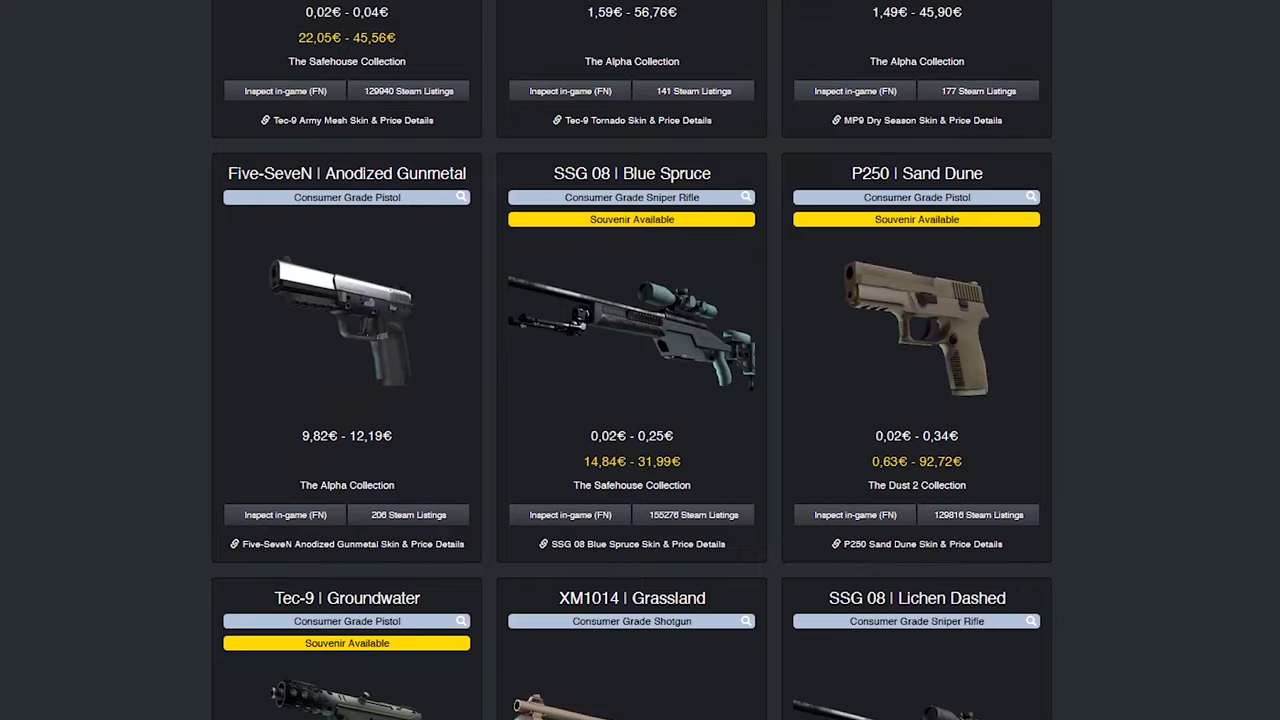 0,02€ - 0,04€
22,05€ - 45,56€
The Safehouse Collection
Inspect in-game (FN)
129940 Steam Listings
Tec-9 Army Mesh Skin & Price Details
1,59€ - 56,76€
The Alpha Collection
Inspect in-game (FN)
141 Steam Listings
Tec-9 Tornado Skin & Price Details
1,49€ - 45,90€
The Alpha Collection
Inspect in-game (FN)
177 Steam Listings
MP9 Dry Season Skin & Price Details
Five-SeveN | Anodized Gunmetal
Consumer Grade Pistol
9,82€ - 12,19€
The Alpha Collection
Inspect in-game (FN)
206 Steam Listings
Five-SeveN Anodized Gunmetal Skin & Price Details
SSG 08 | Blue Spruce
Consumer Grade Sniper Rifle
Souvenir Available
0,02€ - 0,25€
14,84€ - 31,99€
The Safehouse Collection
Inspect in-game (FN)
155276 Steam Listings
SSG 08 Blue Spruce Skin & Price Details
P250 | Sand Dune
Consumer Grade Pistol
Souvenir Available
0,02€ - 0,34€
0,63€ - 92,72€
The Dust 2 Collection
Inspect in-game (FN)
129816 Steam Listings
P250 Sand Dune Skin & Price Details
Tec-9 | Groundwater
Consumer Grade Pistol
Souvenir Available
XM1014 | Grassland
Consumer Grade Shotgun
SSG 08 | Lichen Dashed
Consumer Grade Sniper Rifle